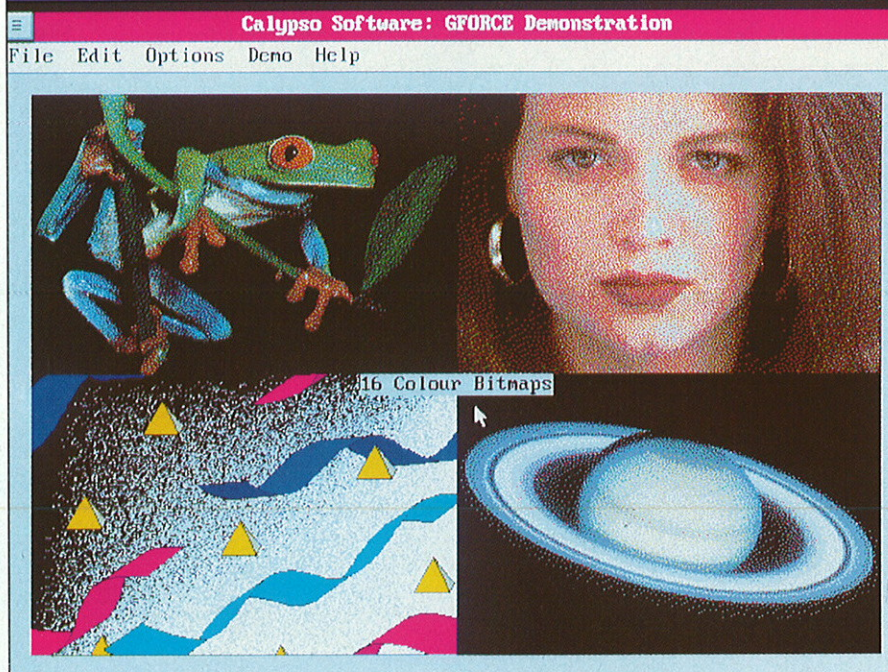 Calypso Software: GFORCE Demonstration
File Edit Options Demo Help
16 Colour Bitmaps